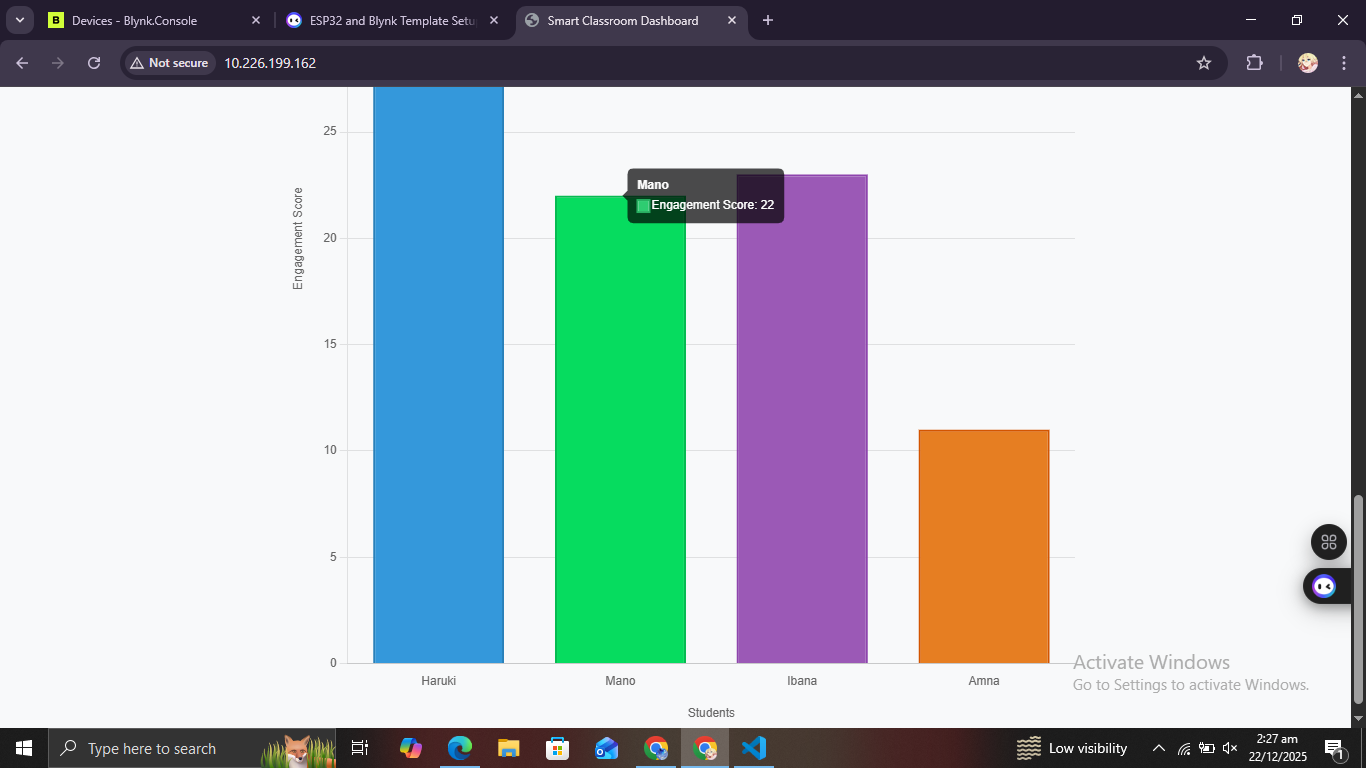 B Devices - Blynk.Console
ESP32 and Blynk Template Setu
Smart Classroom Dashboard
Not secure
10.226.199.162
25
20
15
10
5
0
Engagement Score
Mano
Engagement Score: 22
Haruki
Mano
Ibana
Amna
Students
Activate Windows
Go to Settings to activate Windows.
Type here to search
Low visibility
2:27 am
22/12/2025
1